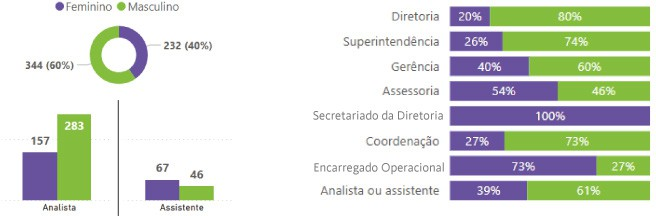 Feminino Masculino
232 (40%)
344 (60%)
157
283
67
46
Analista
Assistente
Diretoria 20% 80%
Superintendência 26% 74%
Gerência 40% 60%
Assessoria 54% 46%
Secretariado da Diretoria 100%
Coordenação 27% 73%
Encarregado Operacional 73% 27%
Analista ou assistente 39% 61%